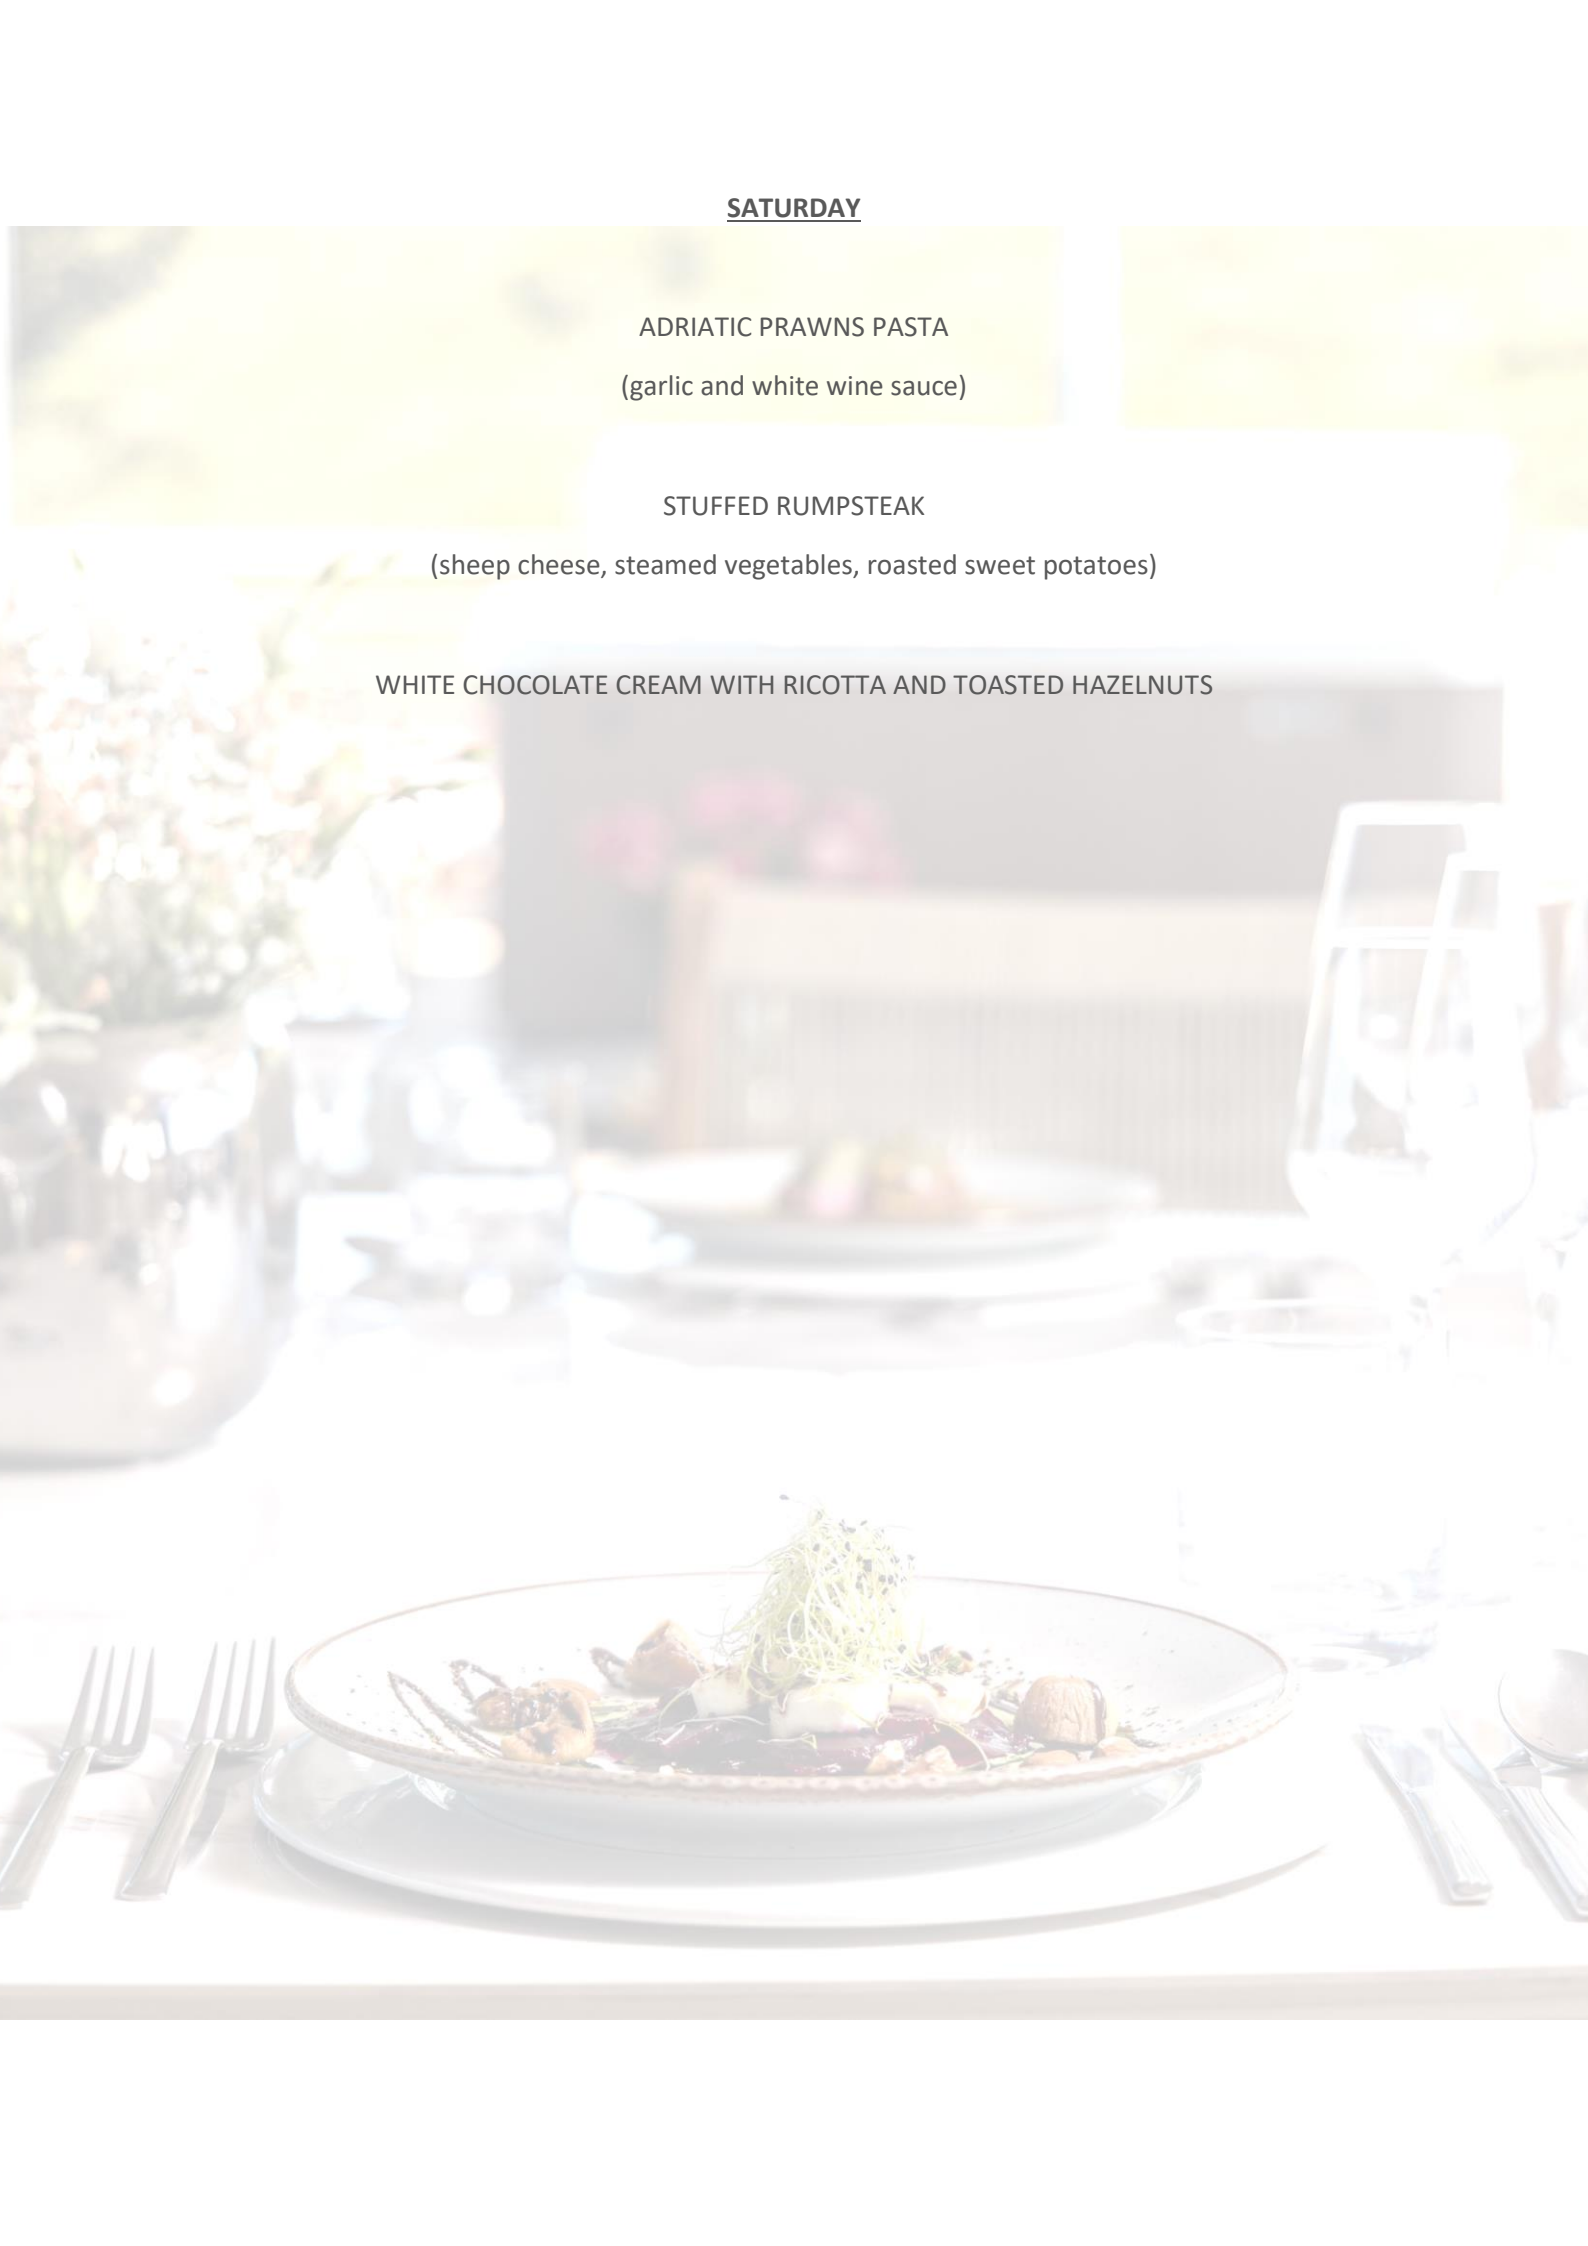 SATURDAY
ADRIATIC PRAWNS PASTA
(garlic and white wine sauce)
STUFFED RUMPSTEAK
(sheep cheese, steamed vegetables, roasted sweet potatoes)
WHITE CHOCOLATE CREAM WITH RICOTTA AND TOASTED HAZELNUTS